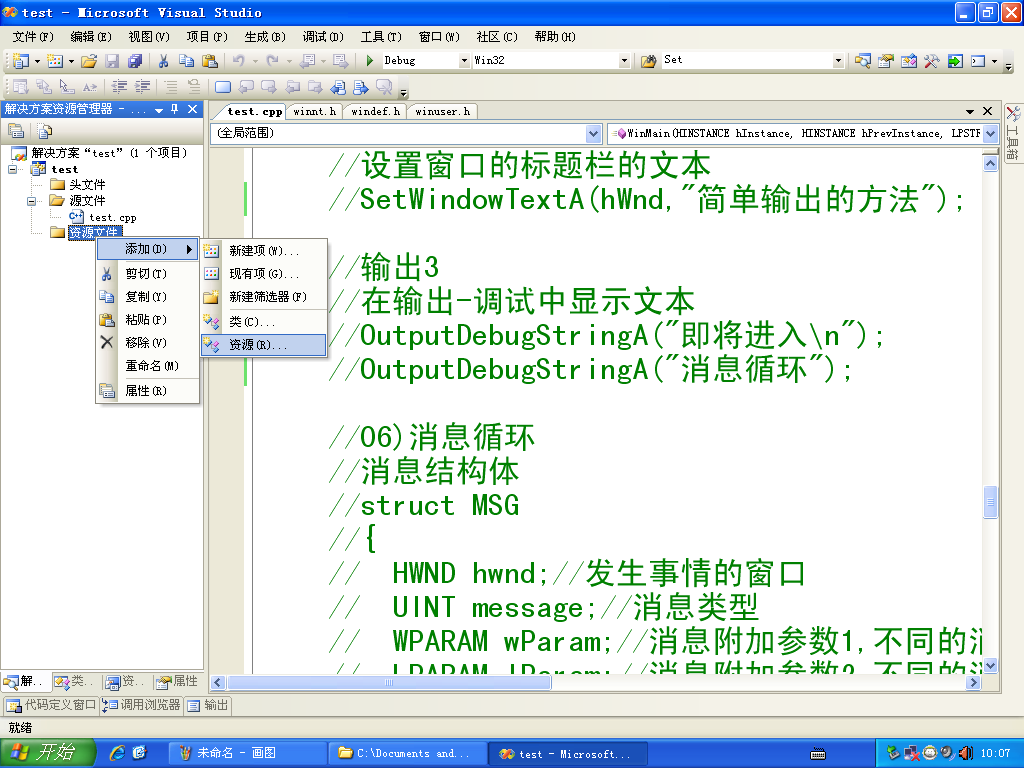 test - Microsoft Visual Studio
文件(F) 编辑(E) 视图(V) 项目(P) 生成(B) 调试(D) 工具(T) 窗口(W) 社区(C) 帮助(H)
Debug Win32 Set
解决方案资源管理器 - ...
test.cpp winnt.h windef.h winuser.h
(全局范围) WinMain(HINSTANCE hInstance, HINSTANCE hPrevInstance, LPSTR
工具箱
解决方案“test”(1 个项目)
test
头文件
源文件
test.cpp
资源文件
添加(D)
剪切(T)
复制(Y)
粘贴(P)
移除(V)
重命名(M)
属性(R)
新建项(W)...
现有项(G)...
新建筛选器(F)
类(C)...
资源(R)...
//设置窗口的标题栏的文本
//SetWindowTextA(hWnd,"简单输出的方法");
//输出3
//在输出-调试中显示文本
//OutputDebugStringA("即将进入\n");
//OutputDebugStringA("消息循环");
//06)消息循环
//消息结构体
//struct MSG
//{
// HWND hwnd;//发生事情的窗口
// UINT message;//消息类型
// WPARAM wParam;//消息附加参数1,不同的消
// LPARAM lParam;//消息附加参数2,不同的消
解... 类... 资... 属性
代码定义窗口 调用浏览器 输出
就绪
开始 未命名 - 画图 C:\Documents and... test - Microsoft... 10:07